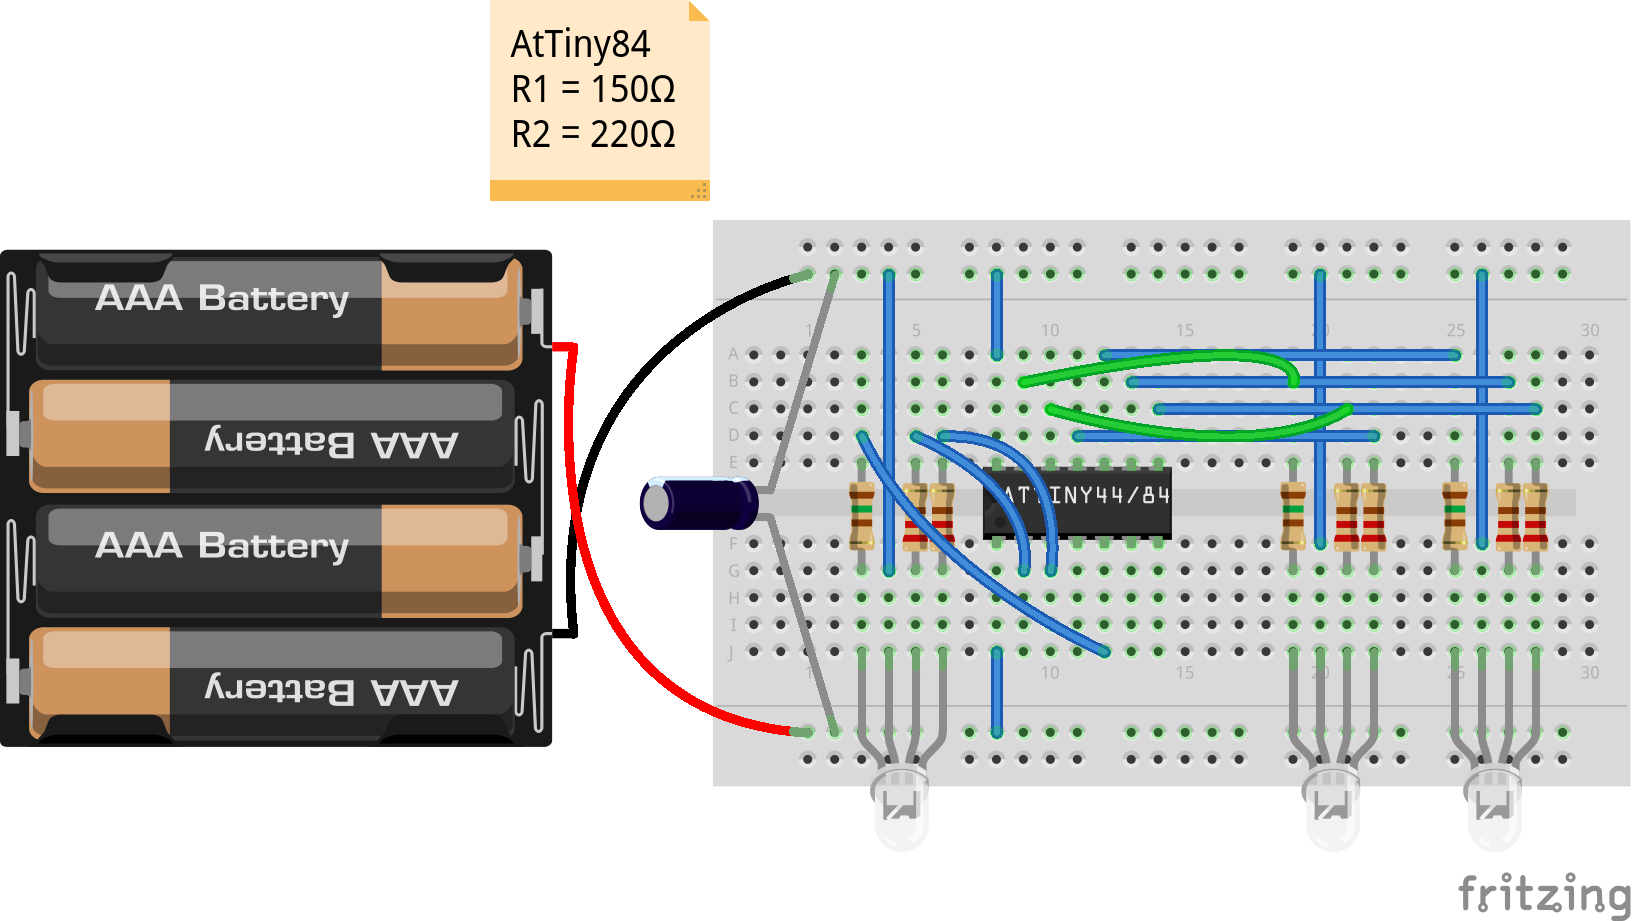 AtTiny84
R1 = 150Ω
R2 = 220Ω
AAA Battery
AAA Battery
AAA Battery
AAA Battery
1 5 10 15 20 25 30
A
B
C
D
E
ATTINY44/84
F
G
H
I
J
1 10 15 20 25 30
fritzing